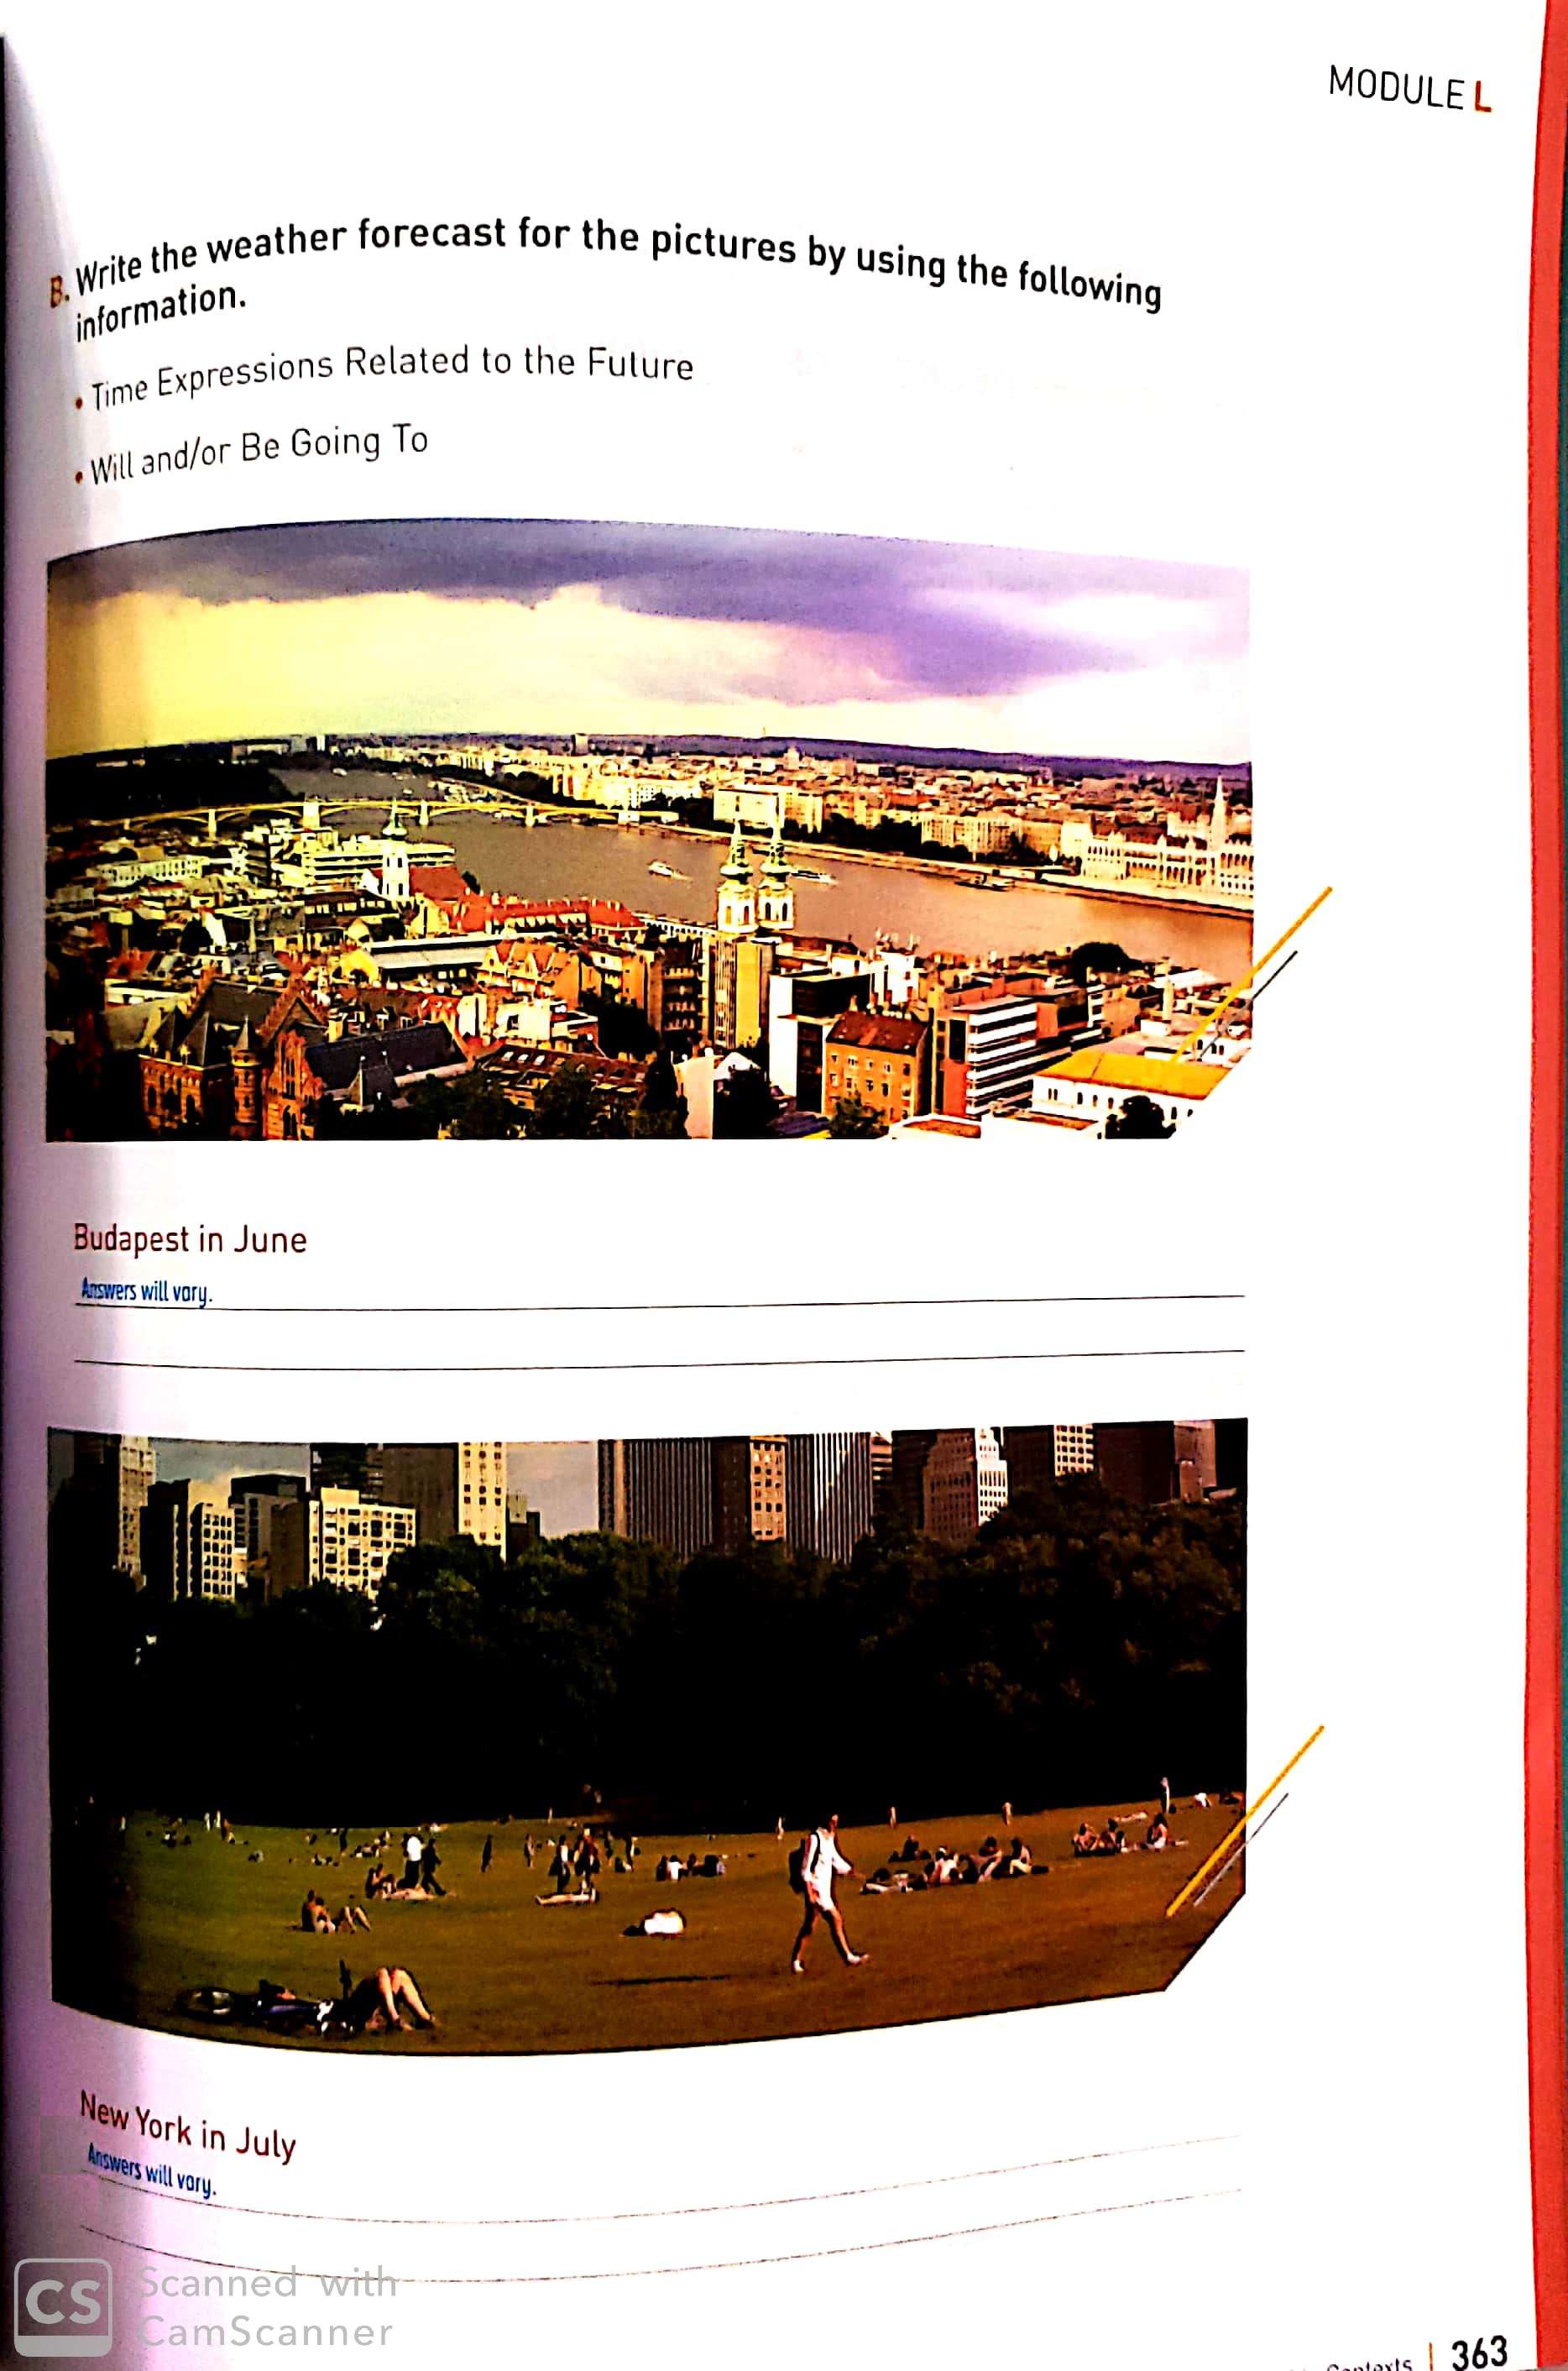 MODULE L
B. Write the weather forecast for the pictures by using the following
information.
• Time Expressions Related to the Future
• Will and/or Be Going To
Budapest in June
Answers will vary.
New York in July
Answers will vary.
CS
Scanned with
CamScanner
Contexts | 363